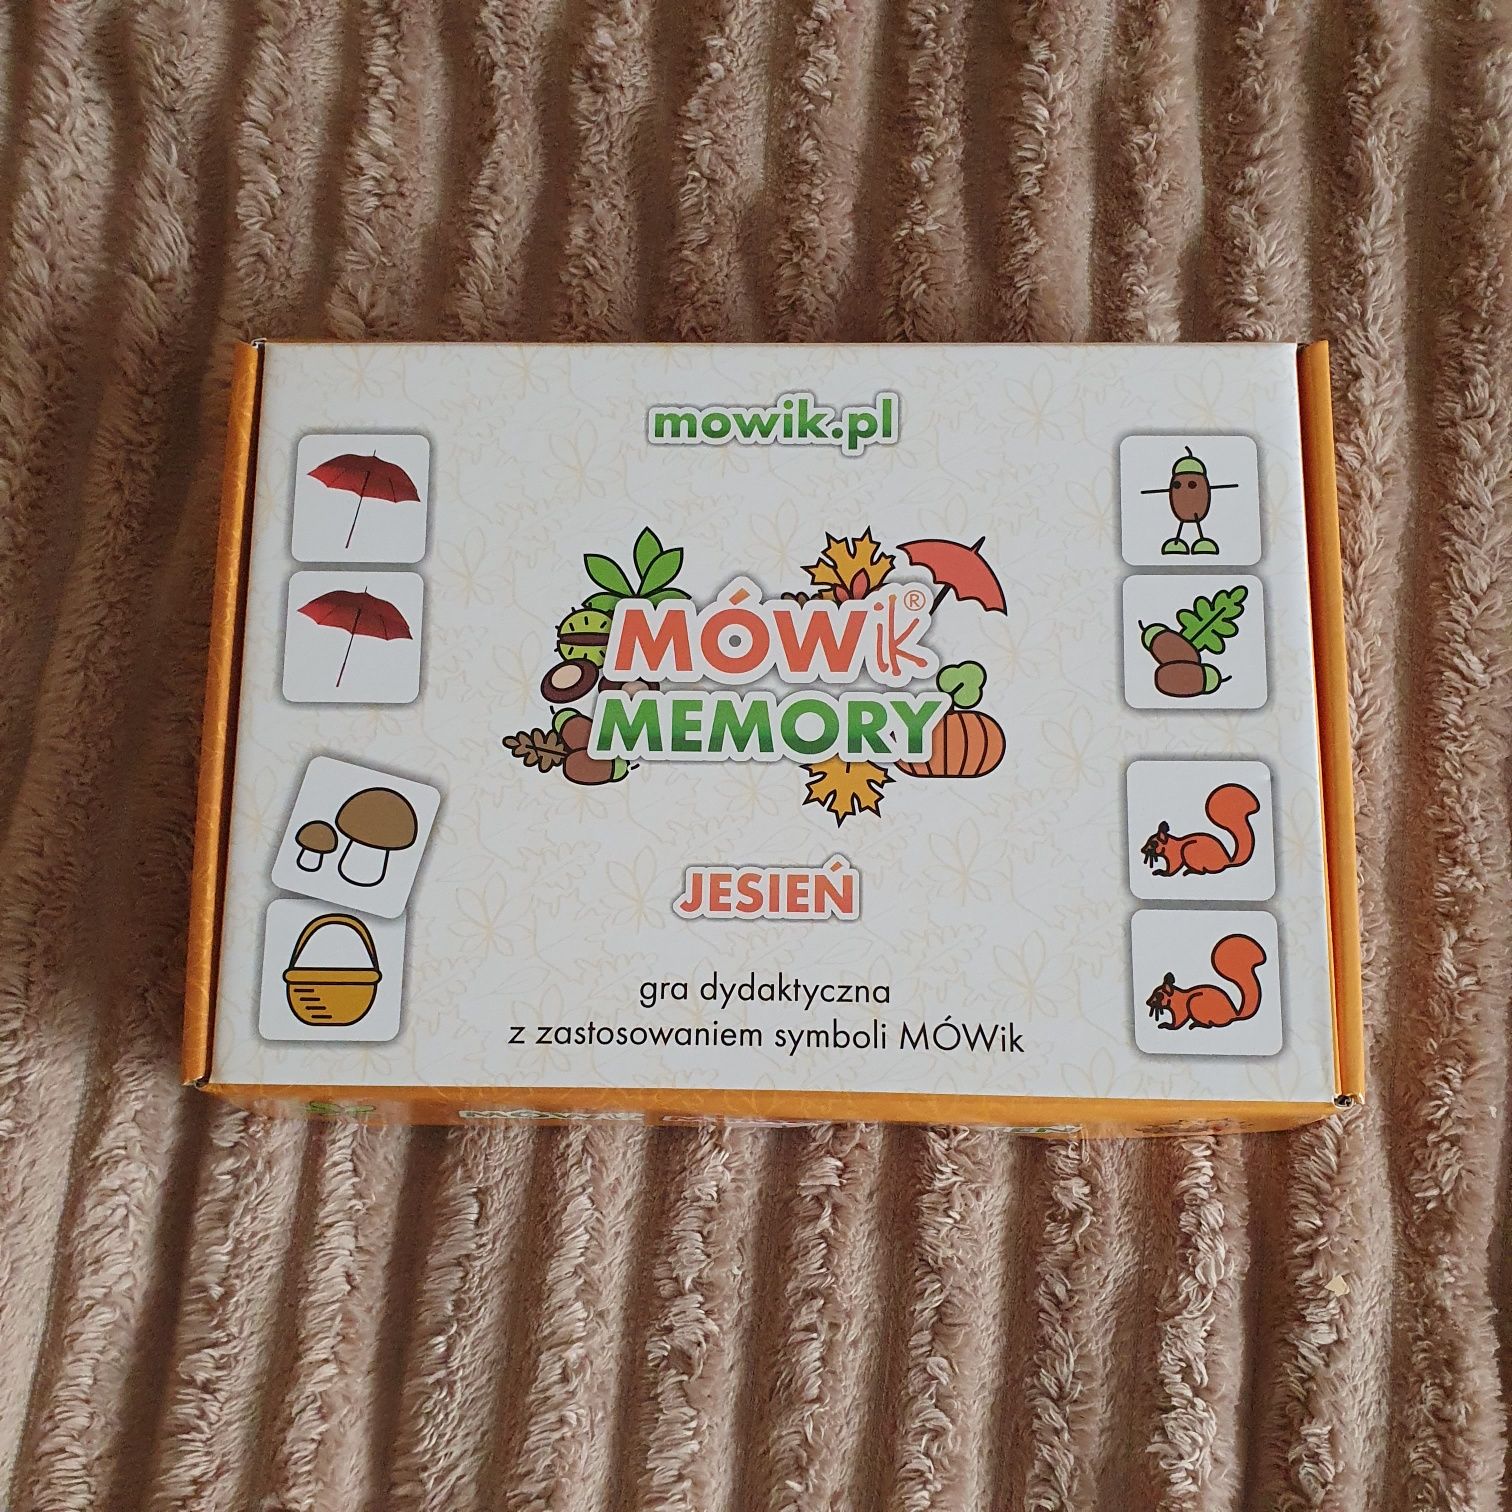 mowik.pl
MÓWik®
MEMORY
JESIEŃ
gra dydaktyczna
z zastosowaniem symboli MÓWik